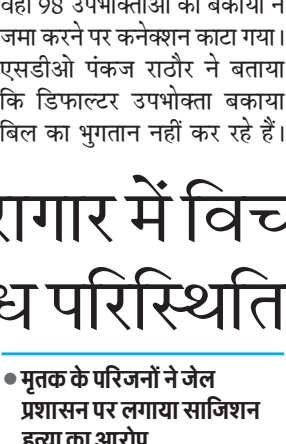 वहीं 98 उपभोक्ताओं का बकाया न
जमा करने पर कनेक्शन काटा गया।
एसडीओ पंकज राठौर ने बताया
कि डिफाल्टर उपभोक्ता बकाया
बिल का भुगतान नहीं कर रहे हैं।
रागार में विच
ध परिस्थिति
• मृतक के परिजनों ने जेल
प्रशासन पर लगाया साजिशन
हत्या का आरोप